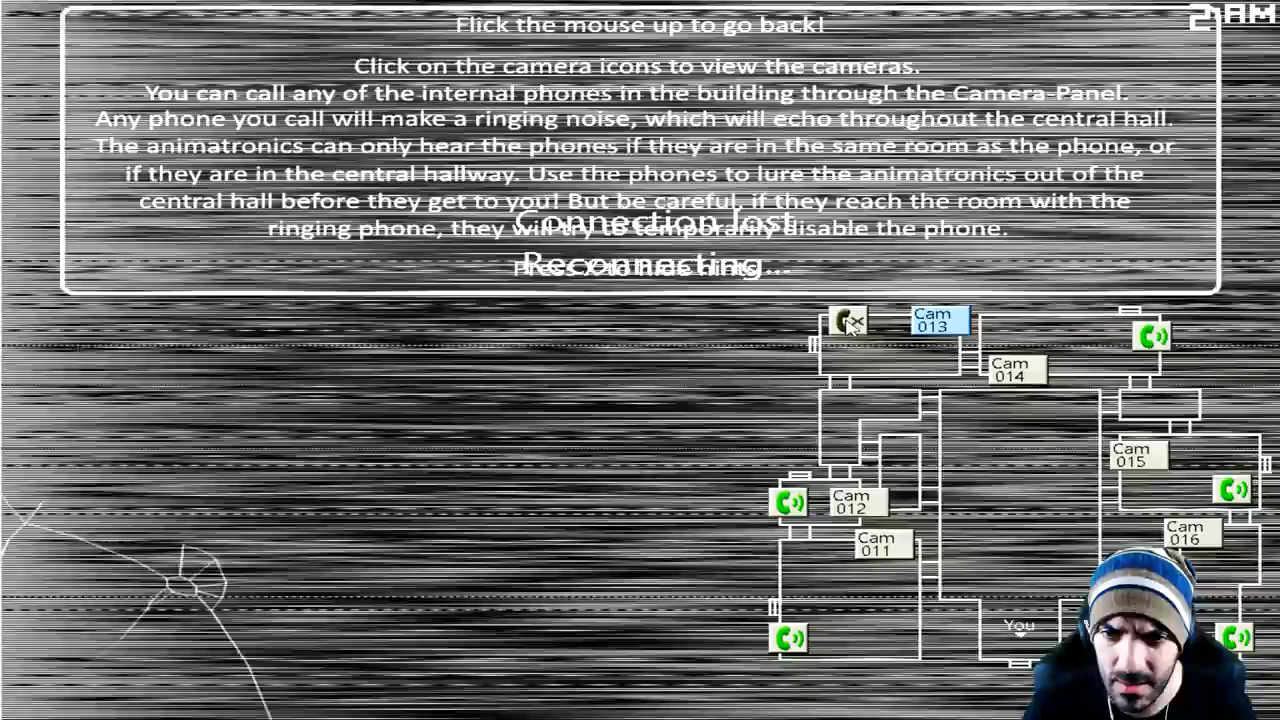 2 AM
Flick the mouse up to go back!
Click on the camera icons to view the cameras.
You can call any of the internal phones in the building through the Camera-Panel.
Any phone you call will make a ringing noise, which will echo throughout the central hall.
The animatronics can only hear the phones if they are in the same room as the phone, or
if they are in the central hallway. Use the phones to lure the animatronics out of the
central hall before they get to you! But be careful, if they reach the room with the
ringing phone, they will try to temporarily disable the phone.
Connection lost
Reconnecting...
Cam
013
Cam
014
Cam
015
Cam
012
Cam
016
Cam
011
You